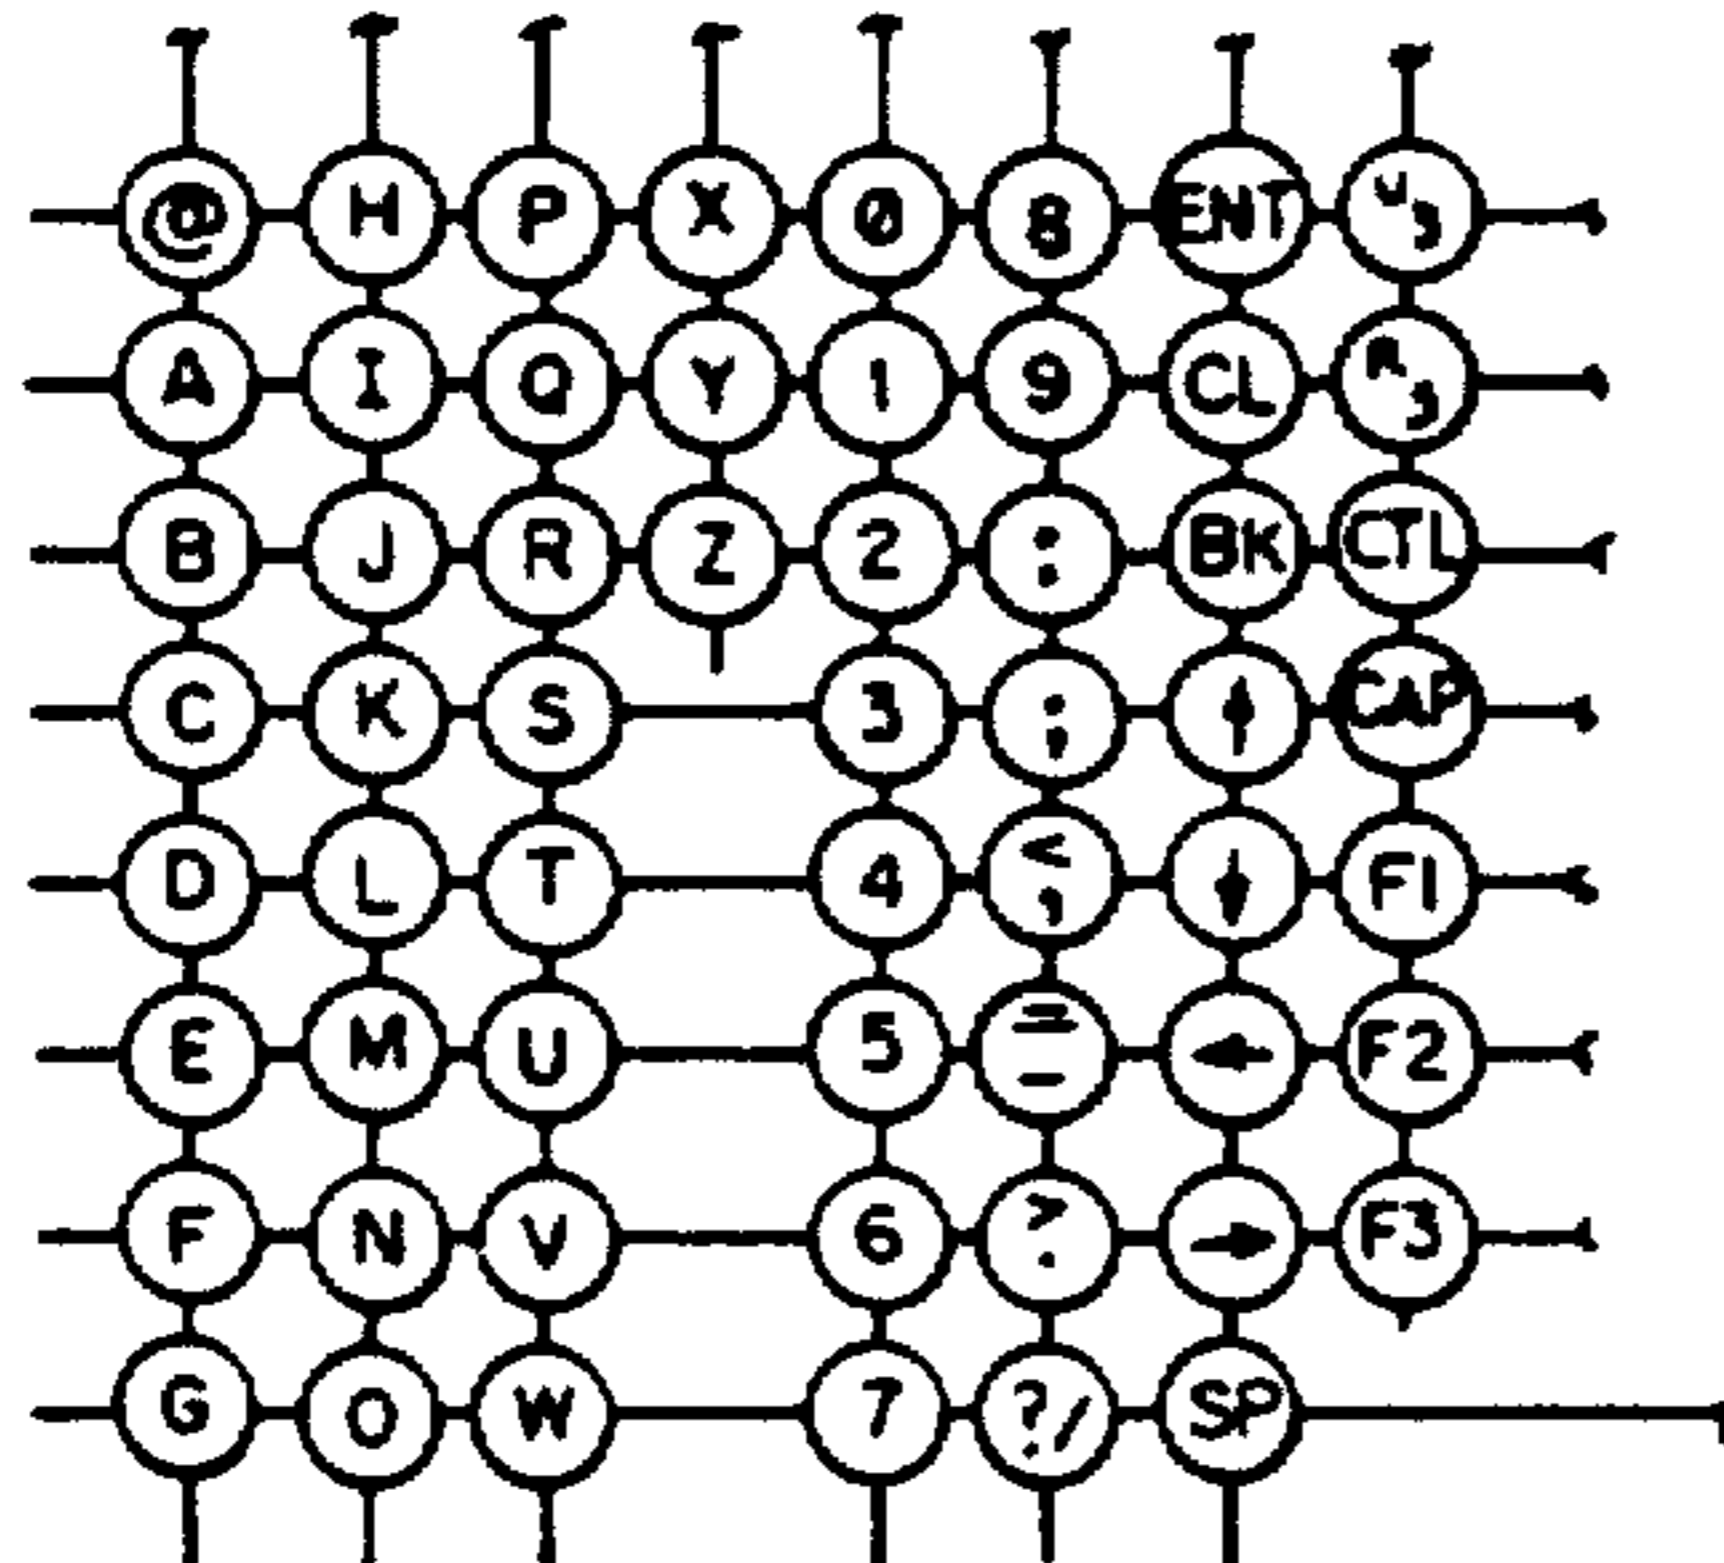 @ H P X 0 8 ENT
A I Q Y 1 9 CL
B J R Z 2 : BK CTL
C K S 3 ; ↑ CAP
D L T 4 < , ↓ F1
E M U 5 = - ← F2
F N V 6 > . → F3
G O W 7 ?/ SP